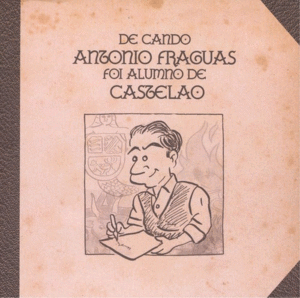 DE CANDO
ANTONIO FRAGUAS
FOI ALUMNO DE
CASTELAO